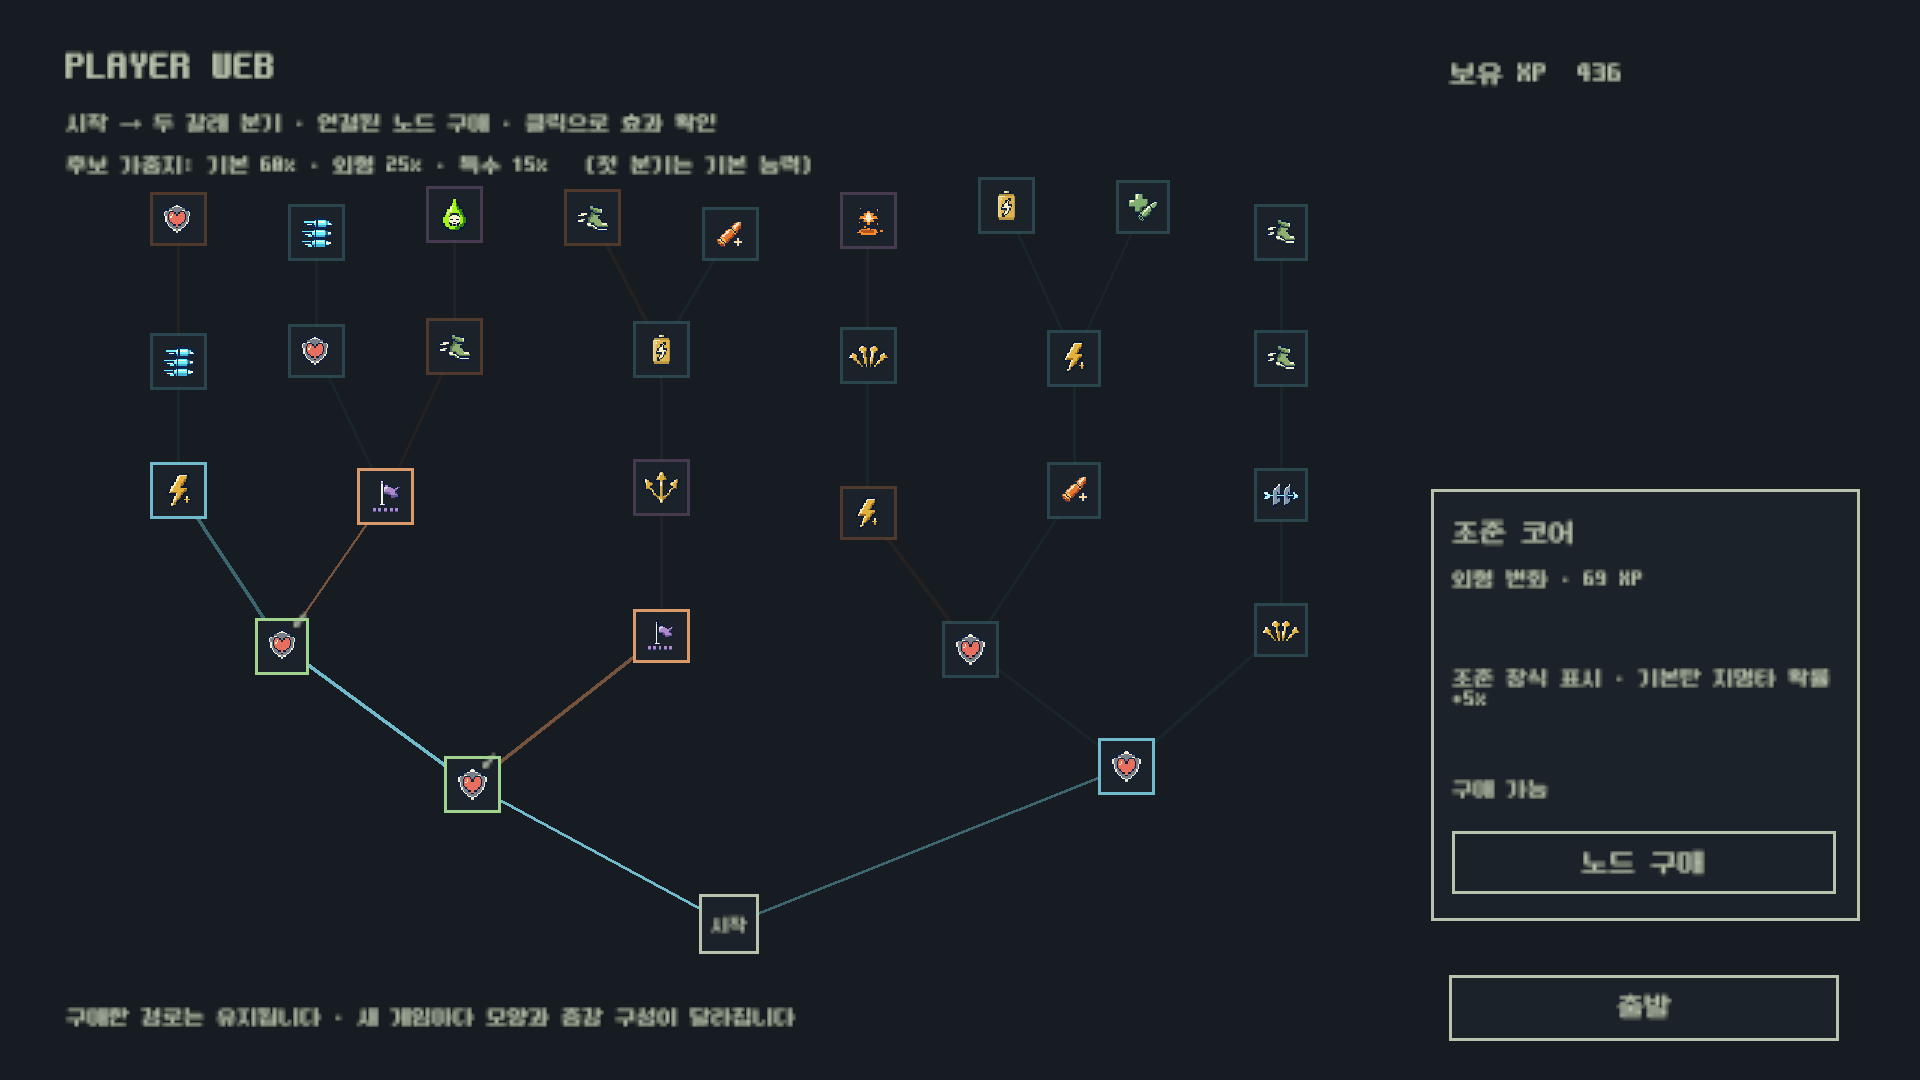 PLAYER WEB
보유 XP 436
시작 → 두 갈래 분기 · 연결된 노드 구매 · 클릭으로 효과 확인
후보 가중치: 기본 60% · 외형 25% · 특수 15% (첫 분기는 기본 능력)
조준 코어
외형 변화 · 69 XP
조준 장식 표시 · 기본탄 치명타 확률
+5%
구매 가능
노드 구매
시작
구매한 경로는 유지됩니다 · 새 게임마다 모양과 증강 구성이 달라집니다
출발